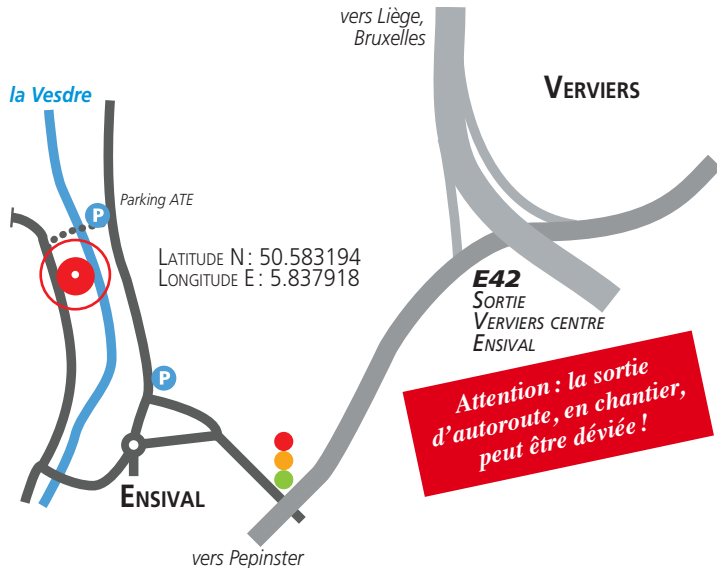 vers Liège,
Bruxelles
VERVIERS
la Vesdre
P
Parking ATE
LATITUDE N: 50.583194
LONGITUDE E: 5.837918
E42
SORTIE
VERVIERS CENTRE
ENSIVAL
Attention : la sortie
d'autoroute, en chantier,
peut être déviée !
P
ENSIVAL
vers Pepinster